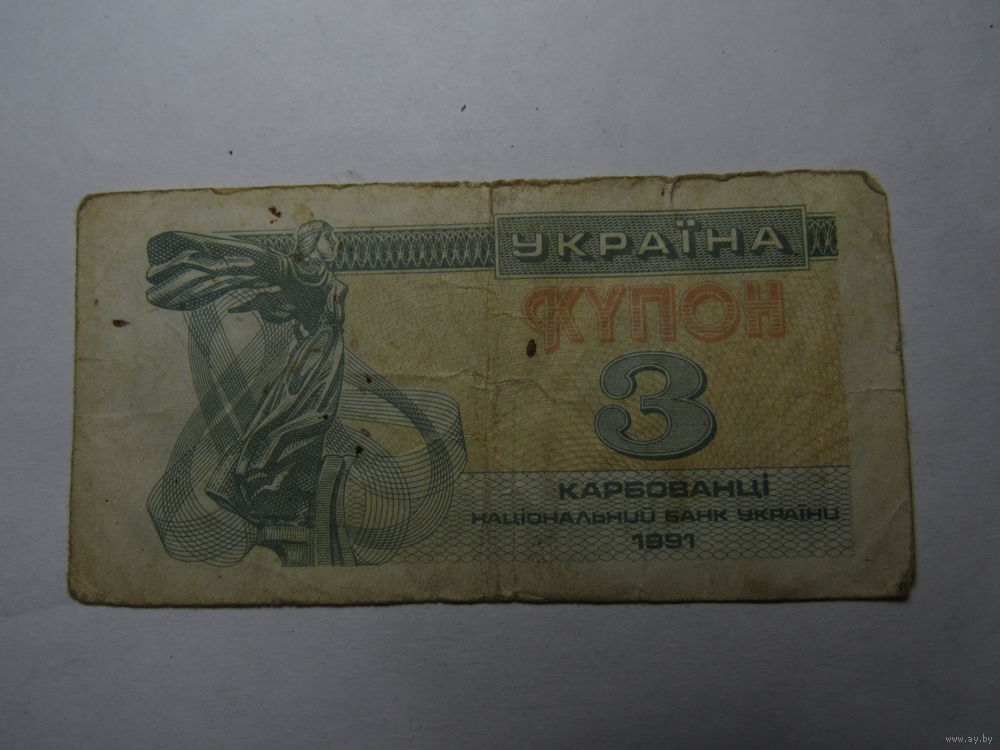 УКРАЇНА
КУПОН
3
КАРБОВАНЦІ
НАЦІОНАЛЬНИЙ БАНК УКРАЇНИ
1991
www.ay.by